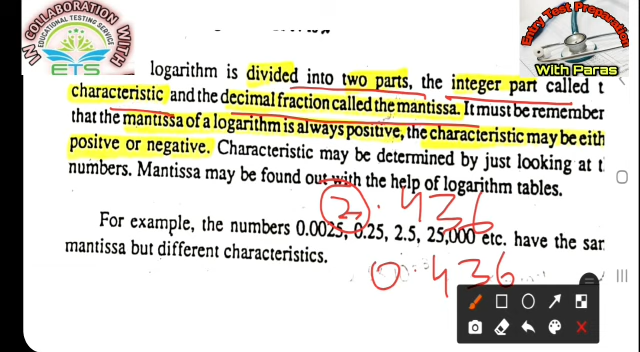 IN COLLABORATION WITH
EDUCATIONAL TESTING SERVICE
ETS
Entry Test Preparation
With Paras
logarithm is divided into two parts, the integer part called t
characteristic and the decimal fraction called the mantissa. It must be remember
that the mantissa of a logarithm is always positive, the characteristic may be eith
positve or negative. Characteristic may be determined by just looking at t
numbers. Mantissa may be found out with the help of logarithm tables.
2.436
For example, the numbers 0.0025, 0.25, 2.5, 25,000 etc. have the sar
mantissa but different characteristics.
0.436